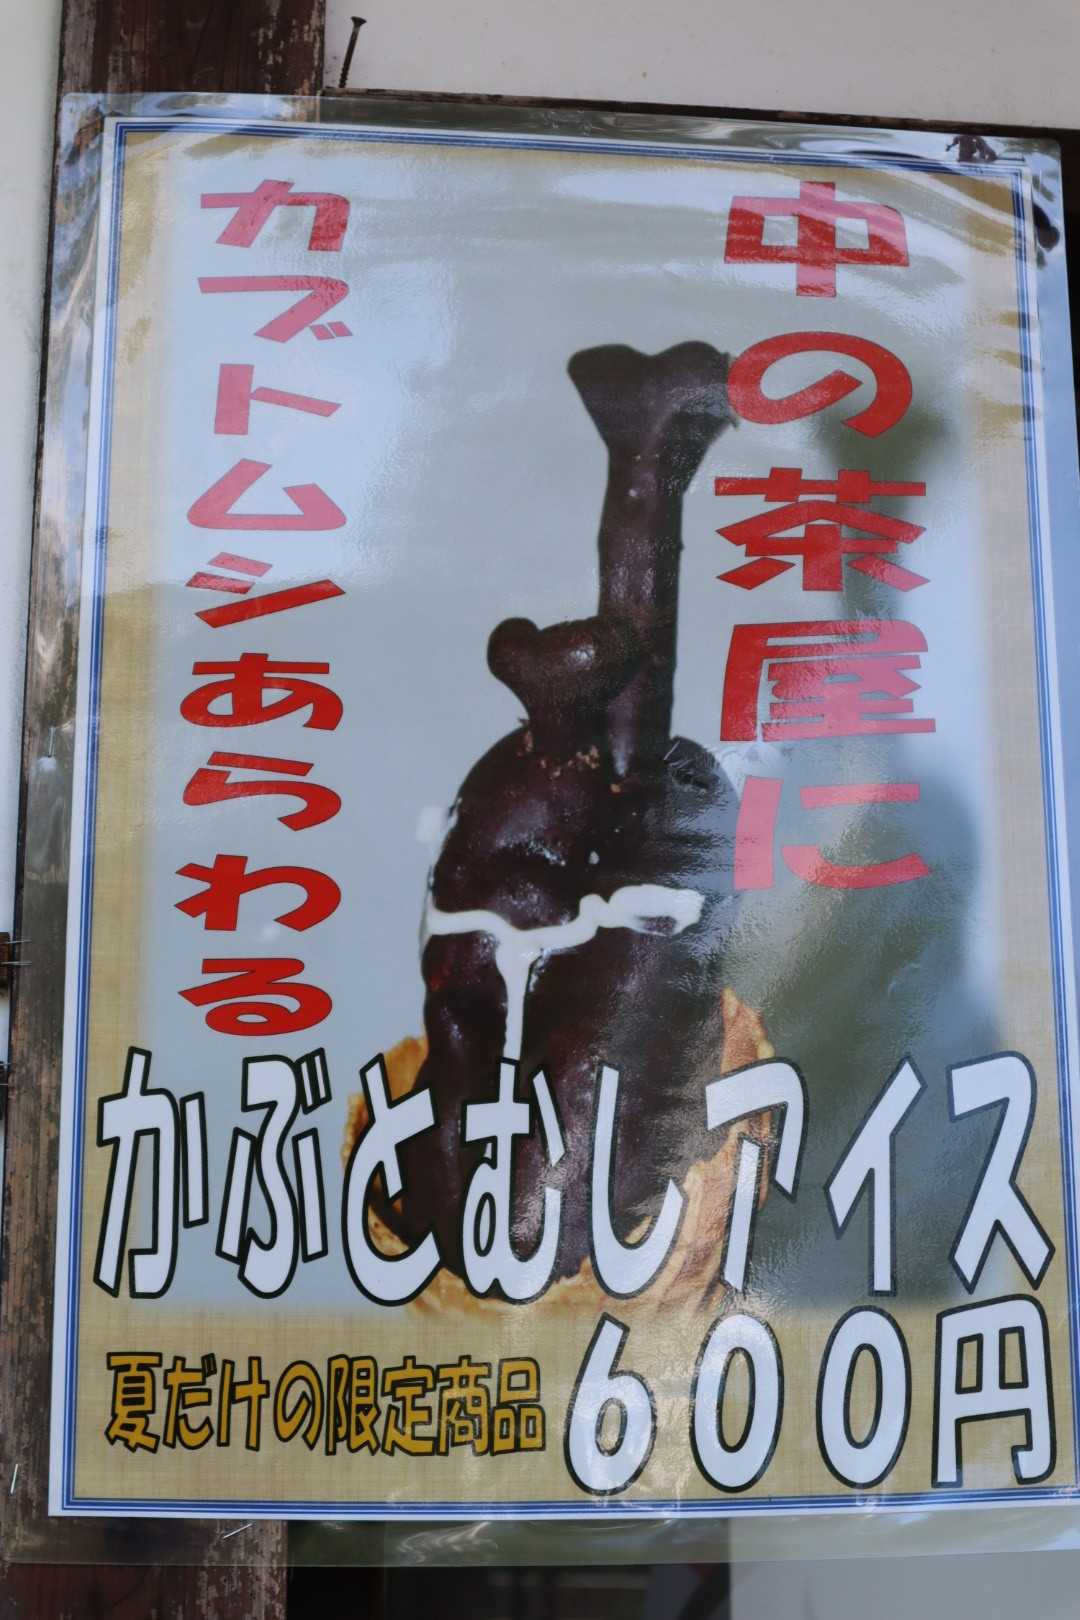 中の茶屋に
カブトムシあらわる
かぶとむしアイス
600円
夏だけの限定商品